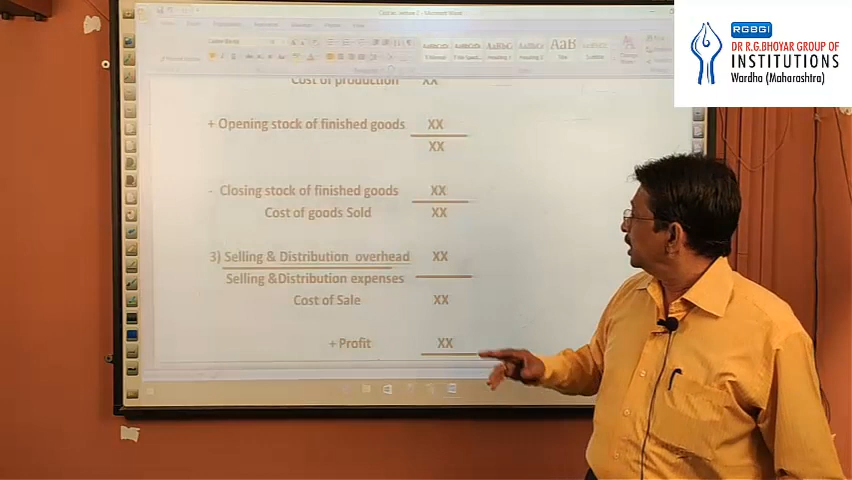 RGBGI
DR R.G.BHOYAR GROUP OF
INSTITUTIONS
Wardha (Maharashtra)
Cost of production XX
+ Opening stock of finished goods XX
XX
- Closing stock of finished goods XX
Cost of goods Sold XX
3) Selling & Distribution overhead XX
Selling &Distribution expenses
Cost of Sale XX
+ Profit XX